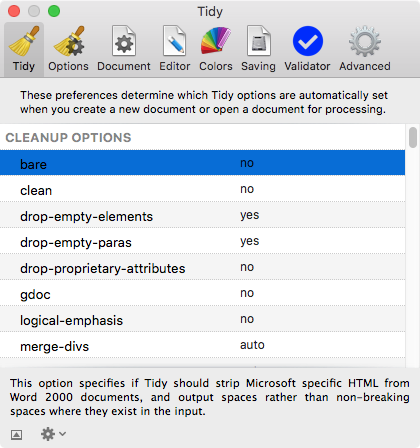 Tidy
Tidy Options Document Editor Colors Saving Validator Advanced
These preferences determine which Tidy options are automatically set
when you create a new document or open a document for processing.
CLEANUP OPTIONS
bare no
clean no
drop-empty-elements yes
drop-empty-paras yes
drop-proprietary-attributes no
gdoc no
logical-emphasis no
merge-divs auto
This option specifies if Tidy should strip Microsoft specific HTML from
Word 2000 documents, and output spaces rather than non-breaking
spaces where they exist in the input.